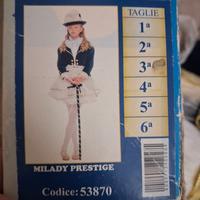 TAGLIE
1ª
2ª
3ª
4ª
5ª
6ª
MILADY PRESTIGE
Codice: 53870